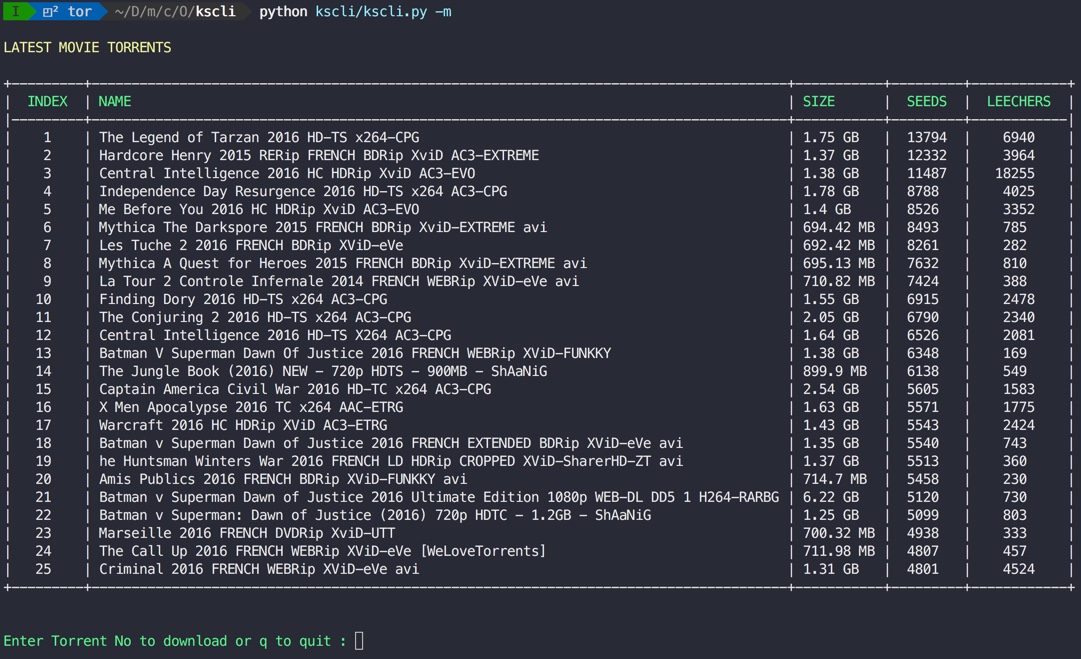 I tor ~/D/m/c/O/kscli python kscli/kscli.py -m
LATEST MOVIE TORRENTS
INDEX | NAME | SIZE | SEEDS | LEECHERS
1 | The Legend of Tarzan 2016 HD-TS x264-CPG | 1.75 GB | 13794 | 6940
2 | Hardcore Henry 2015 RERip FRENCH BDRip XviD AC3-EXTREME | 1.37 GB | 12332 | 3964
3 | Central Intelligence 2016 HC HDRip XviD AC3-EVO | 1.38 GB | 11487 | 18255
4 | Independence Day Resurgence 2016 HD-TS x264 AC3-CPG | 1.78 GB | 8788 | 4025
5 | Me Before You 2016 HC HDRip XviD AC3-EVO | 1.4 GB | 8526 | 3352
6 | Mythica The Darkspore 2015 FRENCH BDRip XviD-EXTREME avi | 694.42 MB | 8493 | 785
7 | Les Tuche 2 2016 FRENCH BDRip XViD-eVe | 692.42 MB | 8261 | 282
8 | Mythica A Quest for Heroes 2015 FRENCH BDRip XviD-EXTREME avi | 695.13 MB | 7632 | 810
9 | La Tour 2 Controle Infernale 2014 FRENCH WEBRip XViD-eVe avi | 710.82 MB | 7424 | 388
10 | Finding Dory 2016 HD-TS x264 AC3-CPG | 1.55 GB | 6915 | 2478
11 | The Conjuring 2 2016 HD-TS x264 AC3-CPG | 2.05 GB | 6790 | 2340
12 | Central Intelligence 2016 HD-TS X264 AC3-CPG | 1.64 GB | 6526 | 2081
13 | Batman V Superman Dawn Of Justice 2016 FRENCH WEBRip XViD-FUNKKY | 1.38 GB | 6348 | 169
14 | The Jungle Book (2016) NEW - 720p HDTS - 900MB - ShAaNiG | 899.9 MB | 6138 | 549
15 | Captain America Civil War 2016 HD-TC x264 AC3-CPG | 2.54 GB | 5605 | 1583
16 | X Men Apocalypse 2016 TC x264 AAC-ETRG | 1.63 GB | 5571 | 1775
17 | Warcraft 2016 HC HDRip XViD AC3-ETRG | 1.43 GB | 5543 | 2424
18 | Batman v Superman Dawn of Justice 2016 FRENCH EXTENDED BDRip XViD-eVe avi | 1.35 GB | 5540 | 743
19 | he Huntsman Winters War 2016 FRENCH LD HDRip CROPPED XViD-SharerHD-ZT avi | 1.37 GB | 5513 | 360
20 | Amis Publics 2016 FRENCH BDRip XViD-FUNKKY avi | 714.7 MB | 5458 | 230
21 | Batman v Superman Dawn of Justice 2016 Ultimate Edition 1080p WEB-DL DD5 1 H264-RARBG | 6.22 GB | 5120 | 730
22 | Batman v Superman: Dawn of Justice (2016) 720p HDTC - 1.2GB - ShAaNiG | 1.25 GB | 5099 | 803
23 | Marseille 2016 FRENCH DVDRip XviD-UTT | 700.32 MB | 4938 | 333
24 | The Call Up 2016 FRENCH WEBRip XViD-eVe [WeLoveTorrents] | 711.98 MB | 4807 | 457
25 | Criminal 2016 FRENCH WEBRip XViD-eVe avi | 1.31 GB | 4801 | 4524
Enter Torrent No to download or q to quit :